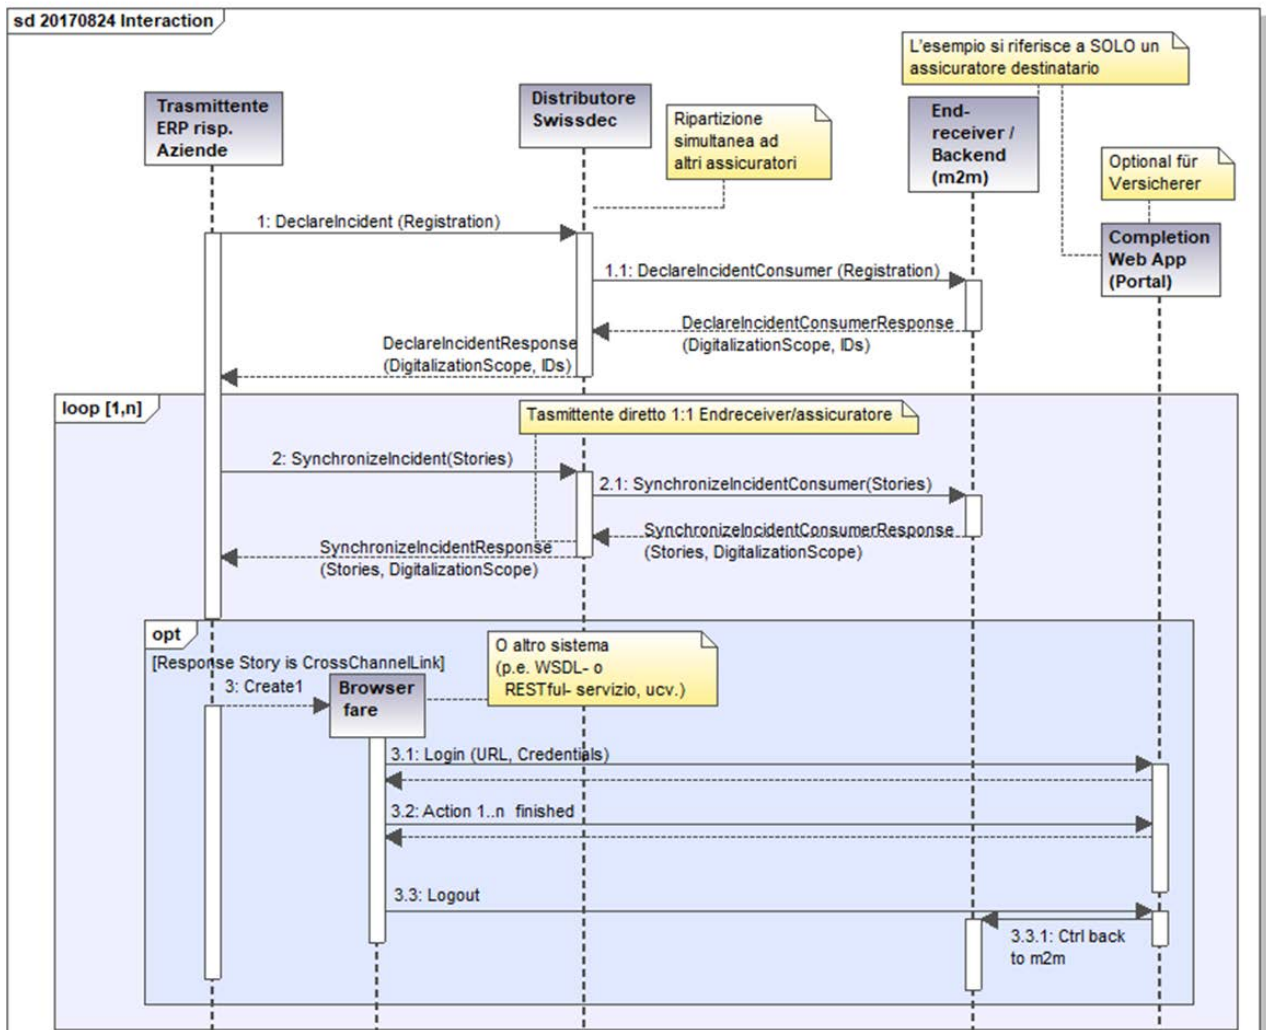 sd 20170824 Interaction
L'esempio si riferisce a SOLO un
assicuratore destinatario
Trasmittente
ERP risp.
Aziende
Distributore
Swissdec
Ripartizione
simultanea ad
altri assicuratori
End-
receiver /
Backend
(m2m)
Optional für
Versicherer
Completion
Web App
(Portal)
1: DeclareIncident (Registration)
1.1: DeclareIncidentConsumer (Registration)
DeclareIncidentConsumerResponse
(DigitalizationScope, IDs)
DeclareIncidentResponse
(DigitalizationScope, IDs)
loop [1,n]
Tasmittente diretto 1:1 Endreceiver/assicuratore
2: SynchronizeIncident(Stories)
2.1: SynchronizeIncidentConsumer(Stories)
SynchronizeIncidentConsumerResponse
(Stories, DigitalizationScope)
SynchronizeIncidentResponse
(Stories, DigitalizationScope)
opt
[Response Story is CrossChannelLink]
O altro sistema
(p.e. WSDL- o
RESTful- servizio, ucv.)
3: Create1
Browser
fare
3.1: Login (URL, Credentials)
3.2: Action 1..n finished
3.3: Logout
3.3.1: Ctrl back
to m2m